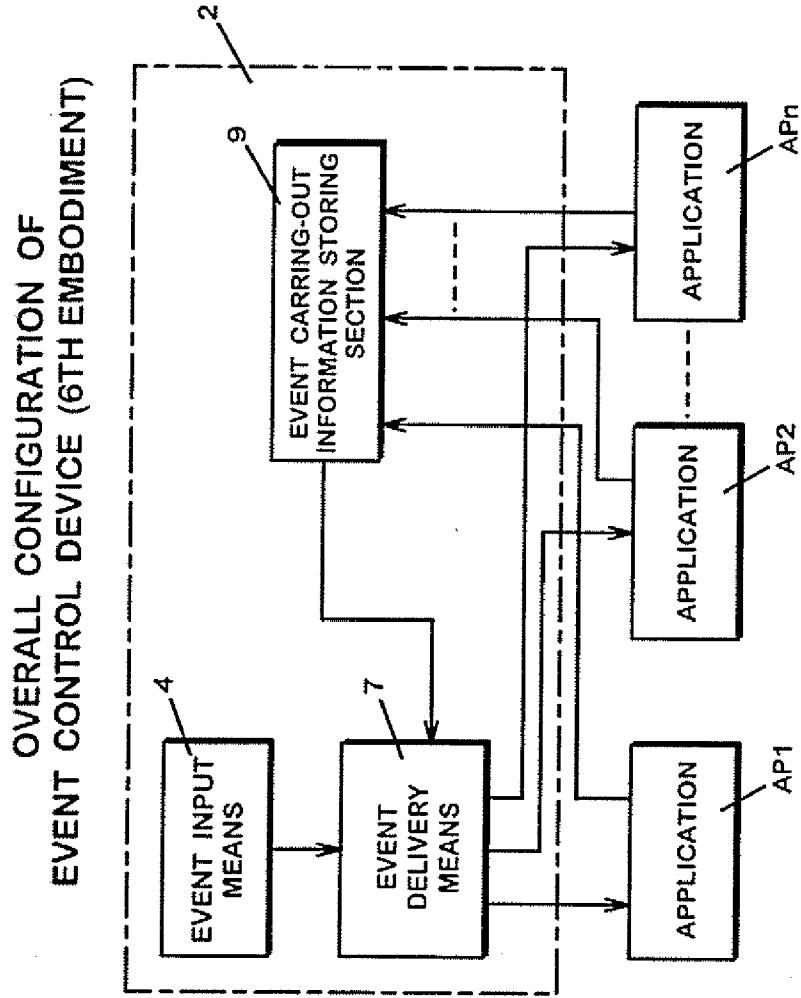 OVERALL CONFIGURATION OF
EVENT CONTROL DEVICE (6TH EMBODIMENT)
2
4
EVENT INPUT
MEANS
9
EVENT CARRING-OUT
INFORMATION STORING
SECTION
7
EVENT
DELIVERY
MEANS
APPLICATION
AP1
APPLICATION
AP2
APPLICATION
APn